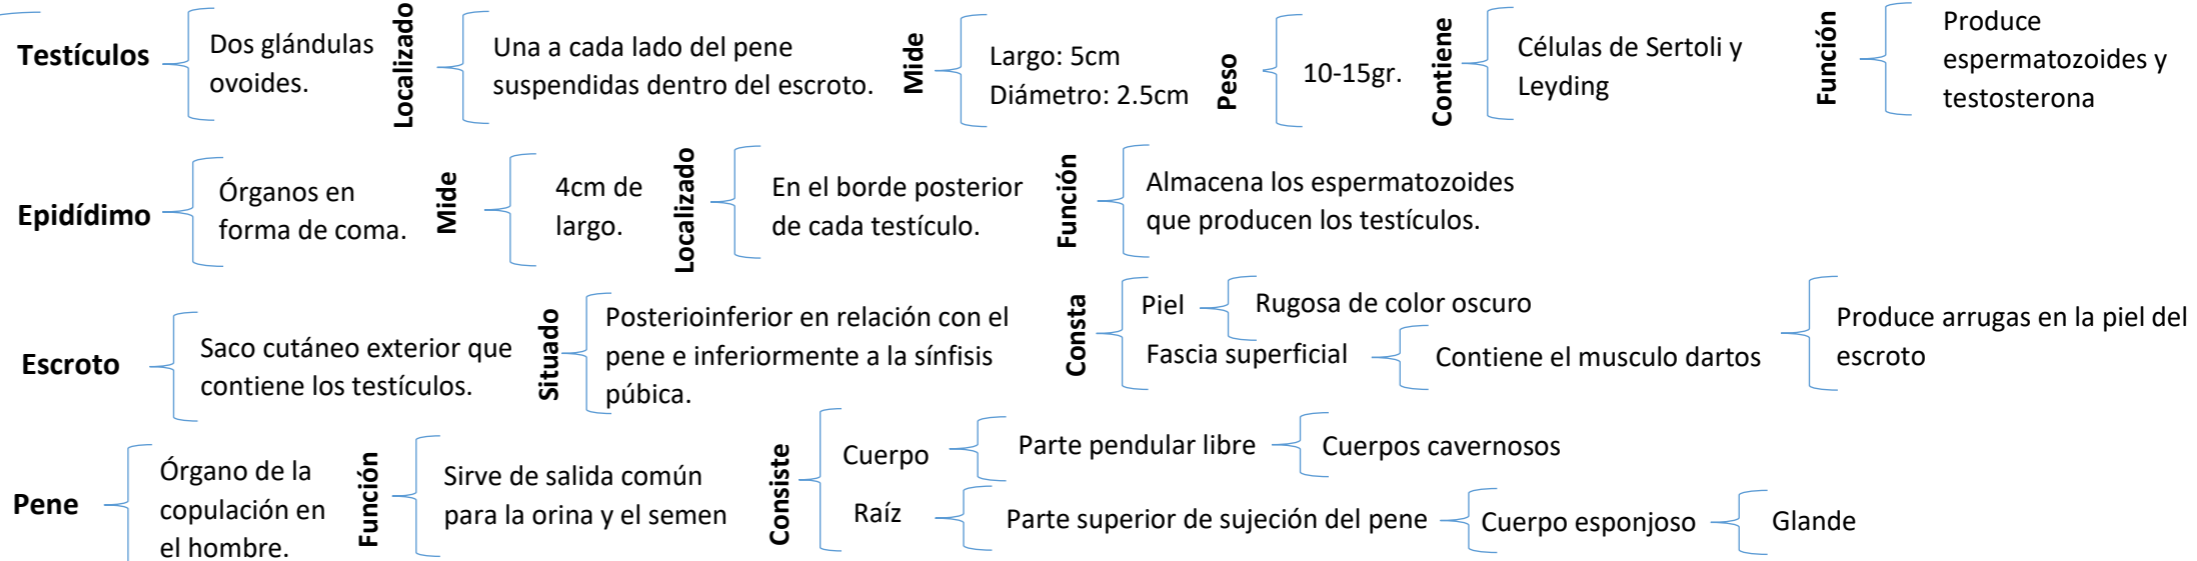 Testículos
Dos glándulas
ovoides.
Localizado
Una a cada lado del pene
suspendidas dentro del escroto.
Mide
Largo: 5cm
Diámetro: 2.5cm
Peso
10-15gr.
Contiene
Células de Sertoli y
Leyding
Función
Produce
espermatozoides y
testosterona
Epidídimo
Órganos en
forma de coma.
Mide
4cm de
largo.
Localizado
En el borde posterior
de cada testículo.
Función
Almacena los espermatozoides
que producen los testículos.
Escroto
Saco cutáneo exterior que
contiene los testículos.
Situado
Posterioinferior en relación con el
pene e inferiormente a la sínfisis
púbica.
Consta
Piel
Rugosa de color oscuro
Fascia superficial
Contiene el musculo dartos
Produce arrugas en la piel del
escroto
Pene
Órgano de la
copulación en
el hombre.
Función
Sirve de salida común
para la orina y el semen
Consiste
Cuerpo
Parte pendular libre
Cuerpos cavernosos
Raíz
Parte superior de sujeción del pene
Cuerpo esponjoso
Glande